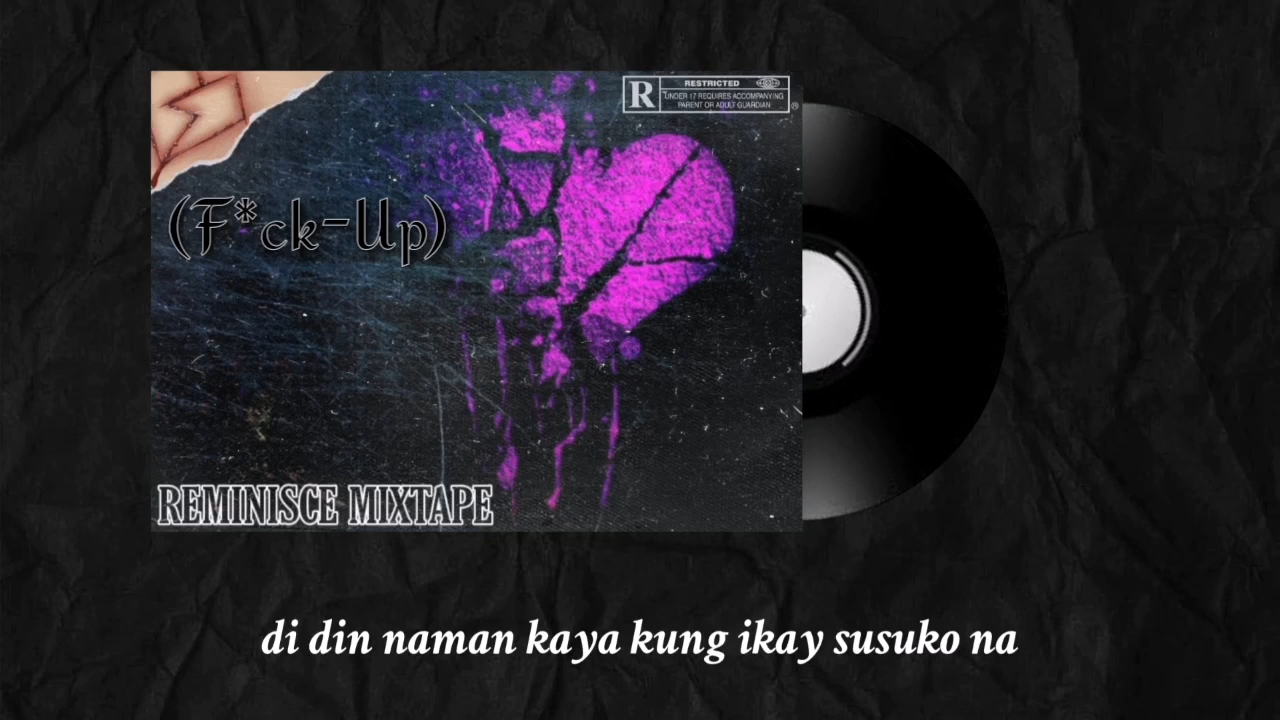 R
RESTRICTED
UNDER 17 REQUIRES ACCOMPANYING
PARENT OR ADULT GUARDIAN
®
(F*ck-Up)
REMINISCE MIXTAPE
di din naman kaya kung ikay susuko na